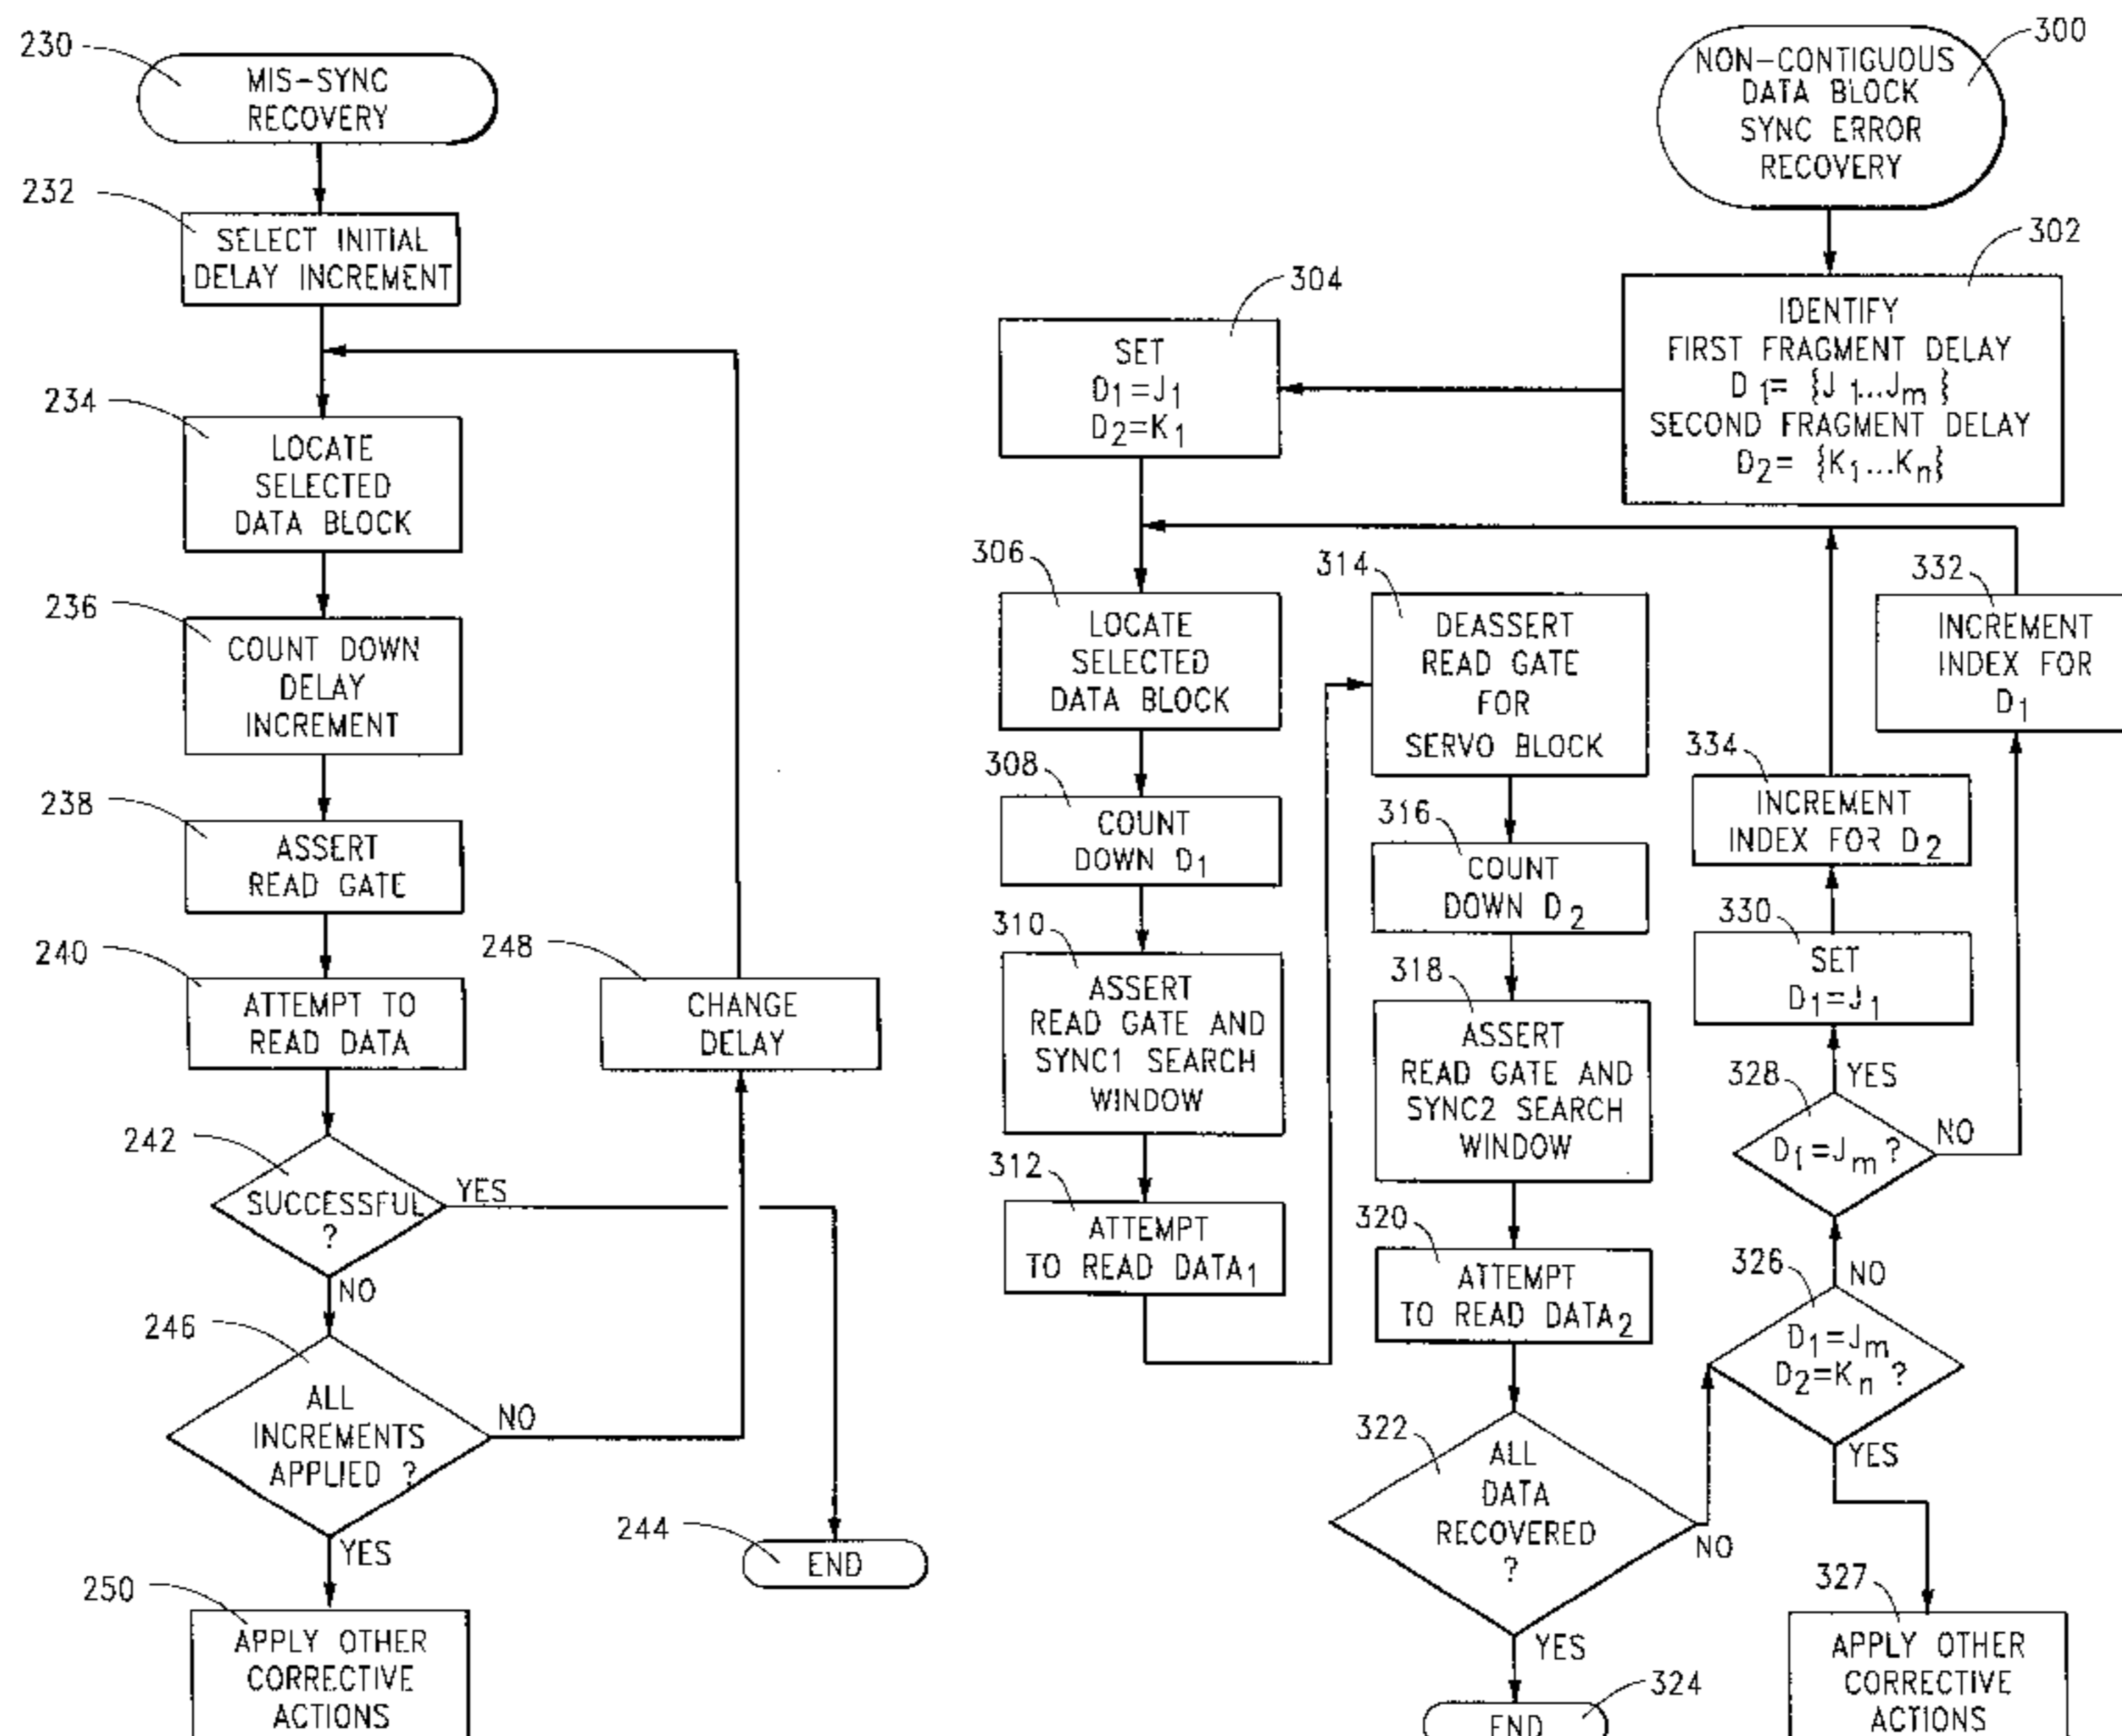 230
MIS-SYNC
RECOVERY
232
SELECT INITIAL
DELAY INCREMENT
234
LOCATE
SELECTED
DATA BLOCK
236
COUNT DOWN
DELAY
INCREMENT
238
ASSERT
READ GATE
240
ATTEMPT TO
READ DATA
248
CHANGE
DELAY
242
SUCCESSFUL
?
YES
NO
246
ALL
INCREMENTS
APPLIED ?
NO
YES
244
END
250
APPLY OTHER
CORRECTIVE
ACTIONS
300
NON-CONTIGUOUS
DATA BLOCK
SYNC ERROR
RECOVERY
302
IDENTIFY
FIRST FRAGMENT DELAY
D1= {J1...Jm}
SECOND FRAGMENT DELAY
D2= {K1...Kn}
304
SET
D1=J1
D2=K1
306
LOCATE
SELECTED
DATA BLOCK
308
COUNT
DOWN D1
310
ASSERT
READ GATE AND
SYNC1 SEARCH
WINDOW
312
ATTEMPT
TO READ DATA1
314
DEASSERT
READ GATE
FOR
SERVO BLOCK
316
COUNT
DOWN D2
318
ASSERT
READ GATE AND
SYNC2 SEARCH
WINDOW
320
ATTEMPT
TO READ DATA2
322
ALL
DATA
RECOVERED
?
NO
YES
324
END
332
INCREMENT
INDEX FOR
D1
334
INCREMENT
INDEX FOR D2
330
SET
D1=J1
328
YES
D1=Jm?
NO
326
NO
D1=Jm
D2=Kn ?
YES
327
APPLY OTHER
CORRECTIVE
ACTIONS